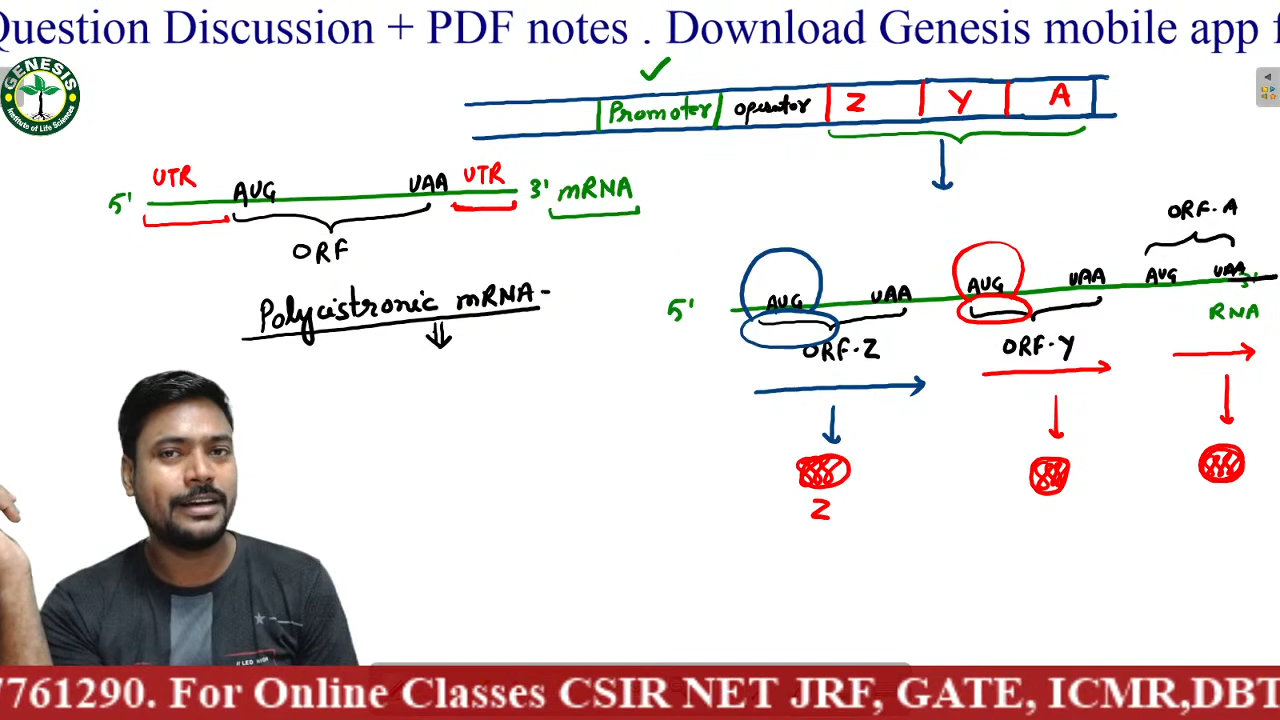 Question Discussion + PDF notes . Download Genesis mobile app f
GENESIS
Institute of Life Sciences
Promoter operator Z Y A
UTR AUG UAA UTR
5' 3' mRNA
ORF
Polycistronic mRNA-
ORF-A
5' AUG UAA AUG UAA AUG UAA 3'
RNA
ORF-Z ORF-Y
Z
7761290. For Online Classes CSIR NET JRF, GATE, ICMR,DBT